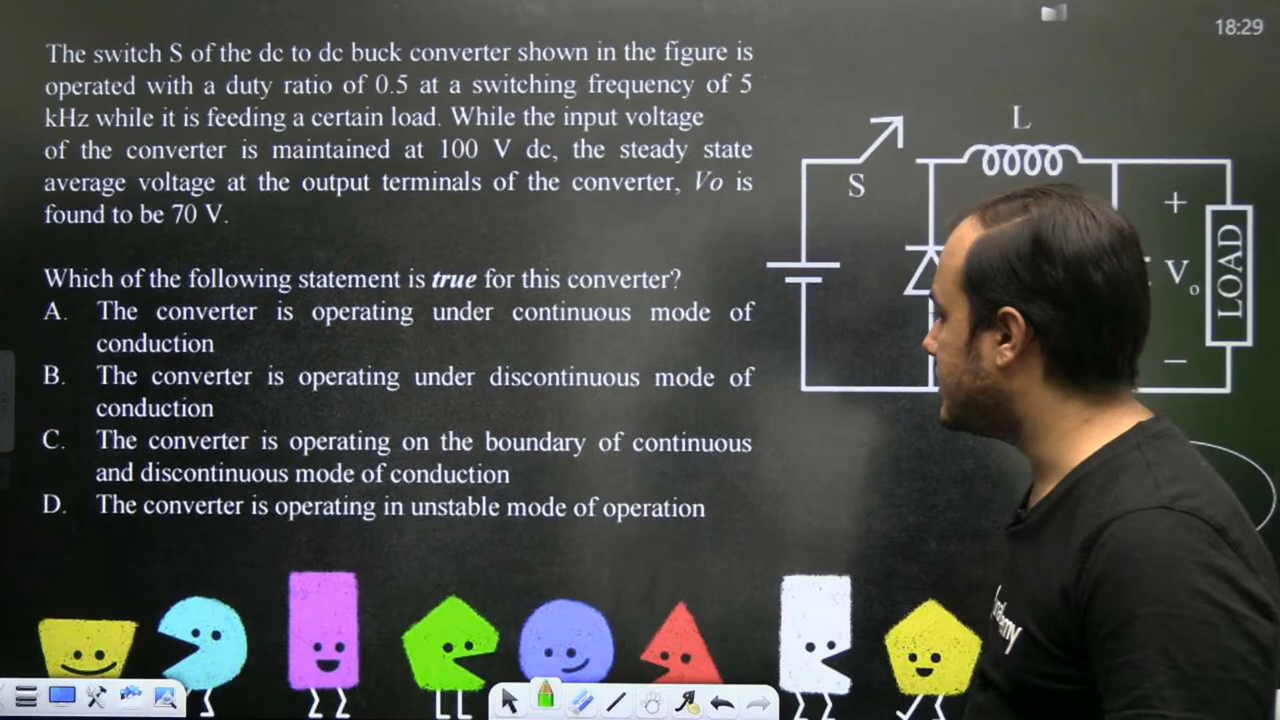 18:29
The switch S of the dc to dc buck converter shown in the figure is
operated with a duty ratio of 0.5 at a switching frequency of 5
kHz while it is feeding a certain load. While the input voltage
of the converter is maintained at 100 V dc, the steady state
average voltage at the output terminals of the converter, Vo is
found to be 70 V.
Which of the following statement is true for this converter?
A. The converter is operating under continuous mode of
conduction
B. The converter is operating under discontinuous mode of
conduction
C. The converter is operating on the boundary of continuous
and discontinuous mode of conduction
D. The converter is operating in unstable mode of operation
L
S
+
Vo
LOAD
−